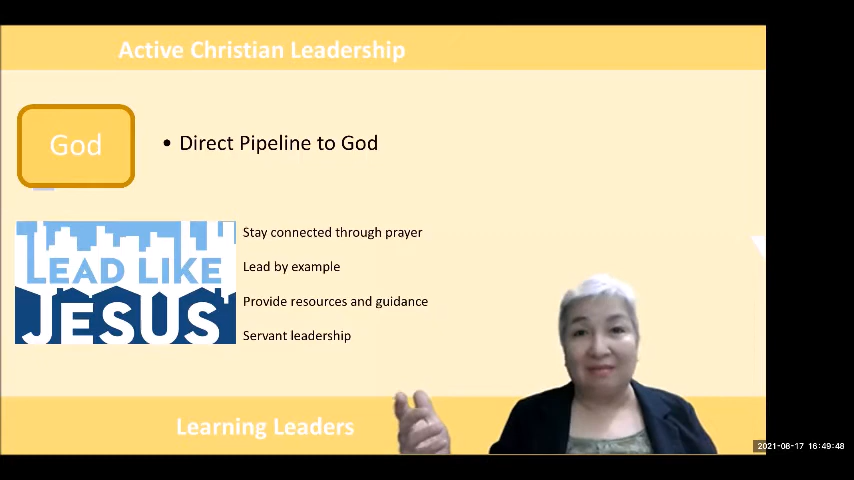 Active Christian Leadership
God
• Direct Pipeline to God
LEAD LIKE
JESUS
Stay connected through prayer
Lead by example
Provide resources and guidance
Servant leadership
Learning Leaders
2021-08-17 16:49:48